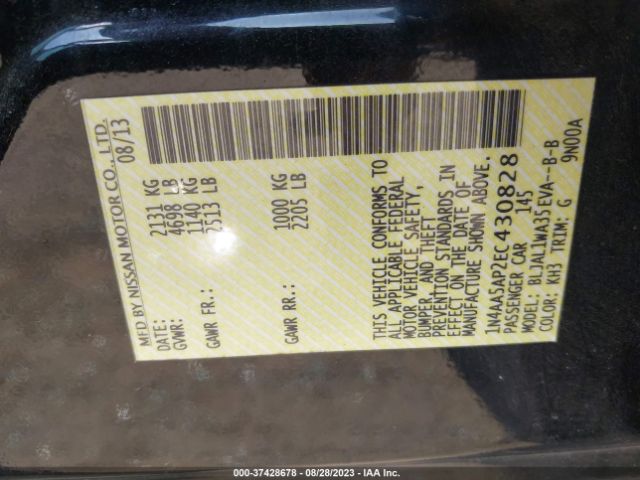 MFD BY NISSAN MOTOR CO., LTD.
DATE: 08/13
GVWR: 2131 KG
4698 LB
GAWR FR.: 1140 KG
2513 LB
GAWR RR.: 1000 KG
2205 LB
THIS VEHICLE CONFORMS TO
ALL APPLICABLE FEDERAL
MOTOR VEHICLE SAFETY,
BUMPER, AND THEFT
PREVENTION STANDARDS IN
EFFECT ON THE DATE OF
MANUFACTURE SHOWN ABOVE.
1N4AA5AP2EC430828
PASSENGER CAR 145
MODEL: BLJAL1WA35EVA--B-B
COLOR: KH3 TRIM: G 9N00A
000-37428678 - 08/28/2023 - IAA Inc.